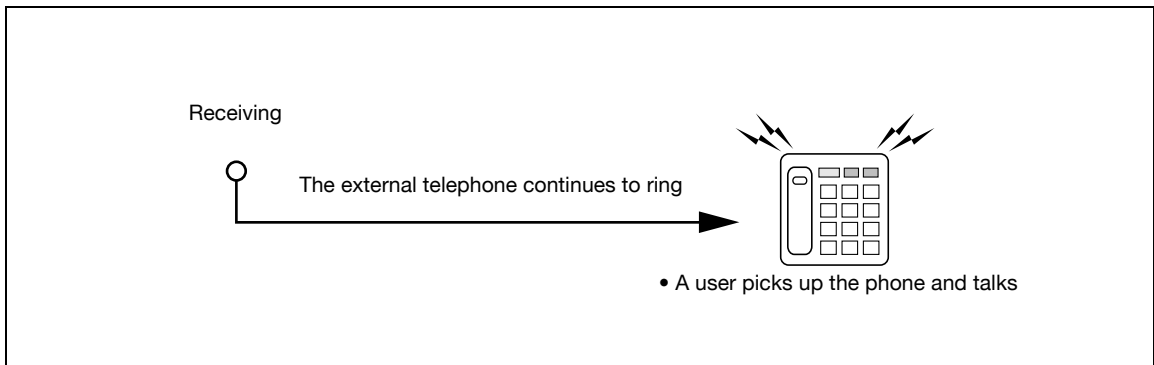 Receiving
The external telephone continues to ring
• A user picks up the phone and talks